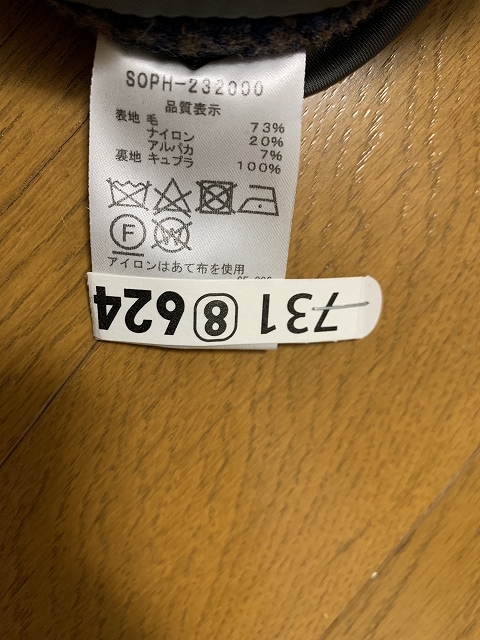 SOPH-232000
品質表示
表地 毛 73%
ナイロン 20%
アルパカ 7%
裏地 キュプラ 100%
F W
アイロンはあて布を使用
731 8 624